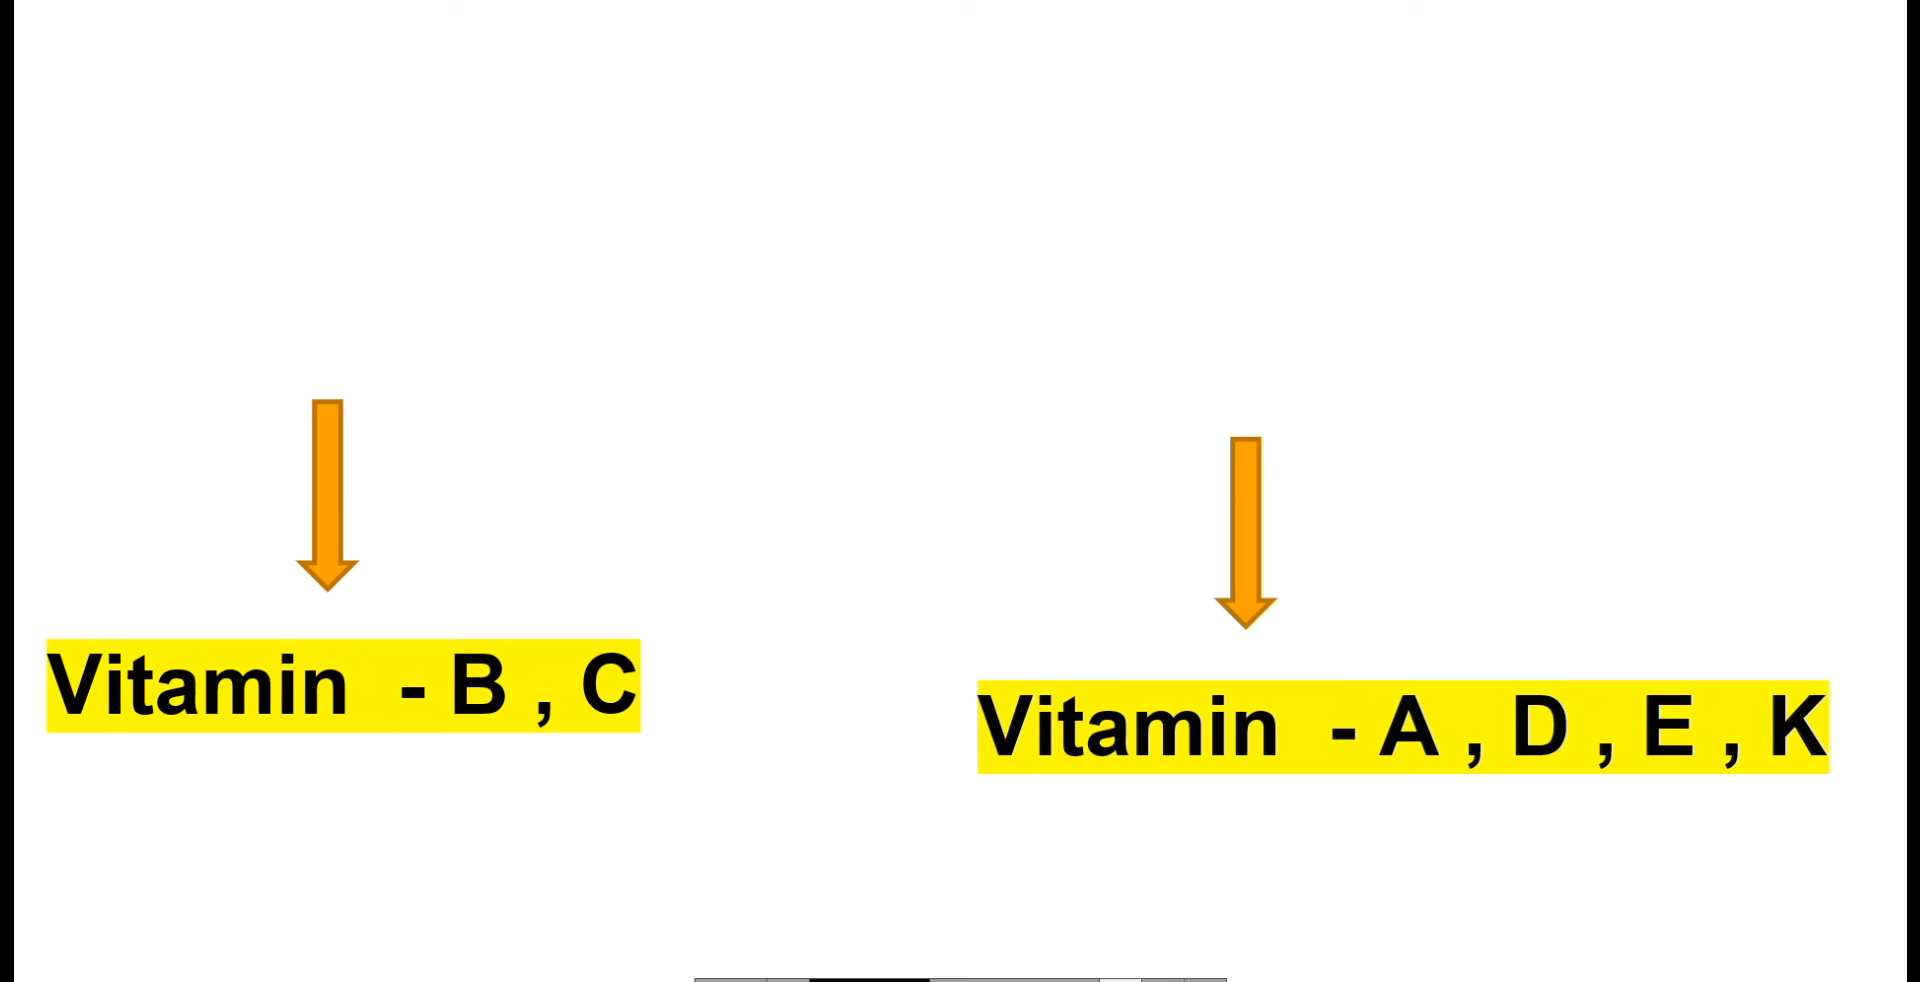 Vitamin - B , C
Vitamin - A , D , E , K